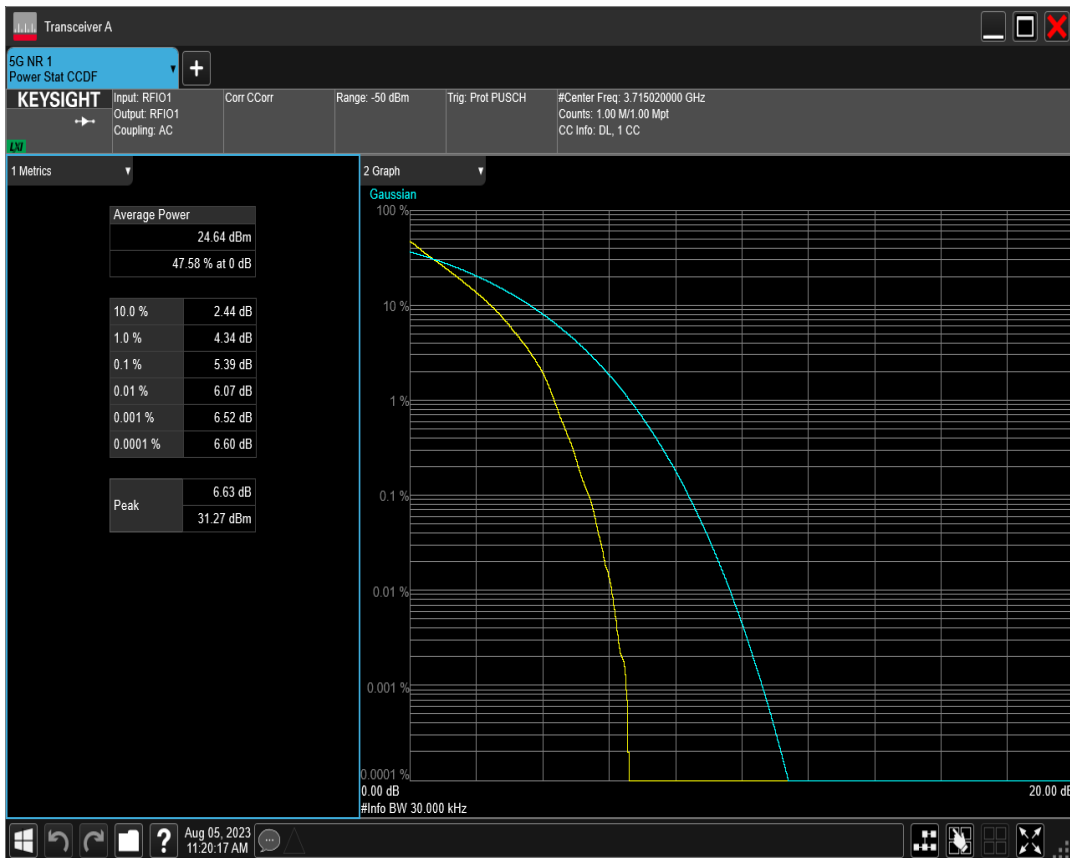 Transceiver A
5G NR 1
Power Stat CCDF
+
KEYSIGHT
LXI
Input: RFIO1
Output: RFIO1
Coupling: AC
Corr CCorr
Range: -50 dBm
Trig: Prot PUSCH
#Center Freq: 3.715020000 GHz
Counts: 1.00 M/1.00 Mpt
CC Info: DL, 1 CC
1 Metrics
Average Power
24.64 dBm
47.58 % at 0 dB
10.0 % 2.44 dB
1.0 % 4.34 dB
0.1 % 5.39 dB
0.01 % 6.07 dB
0.001 % 6.52 dB
0.0001 % 6.60 dB
Peak
6.63 dB
31.27 dBm
2 Graph
Gaussian
100 %
10 %
1 %
0.1 %
0.01 %
0.001 %
0.0001 %
0.00 dB
20.00 dB
#Info BW 30.000 kHz
?
Aug 05, 2023
11:20:17 AM